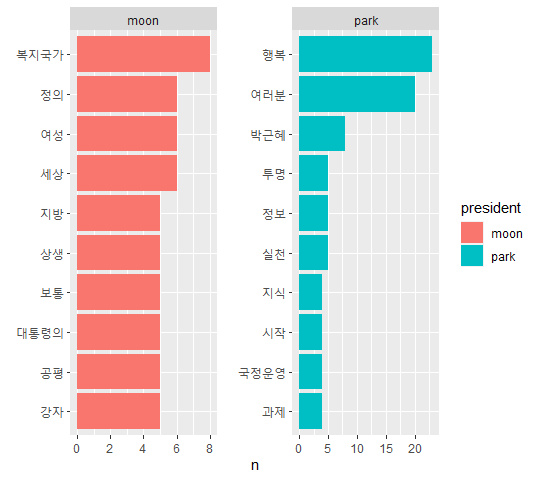 moon
park
복지국가
정의
여성
세상
지방
상생
보통
대통령의
공평
강자
0 2 4 6 8
행복
여러분
박근혜
투명
정보
실천
지식
시작
국정운영
과제
0 5 10 15 20
n
president
moon
park